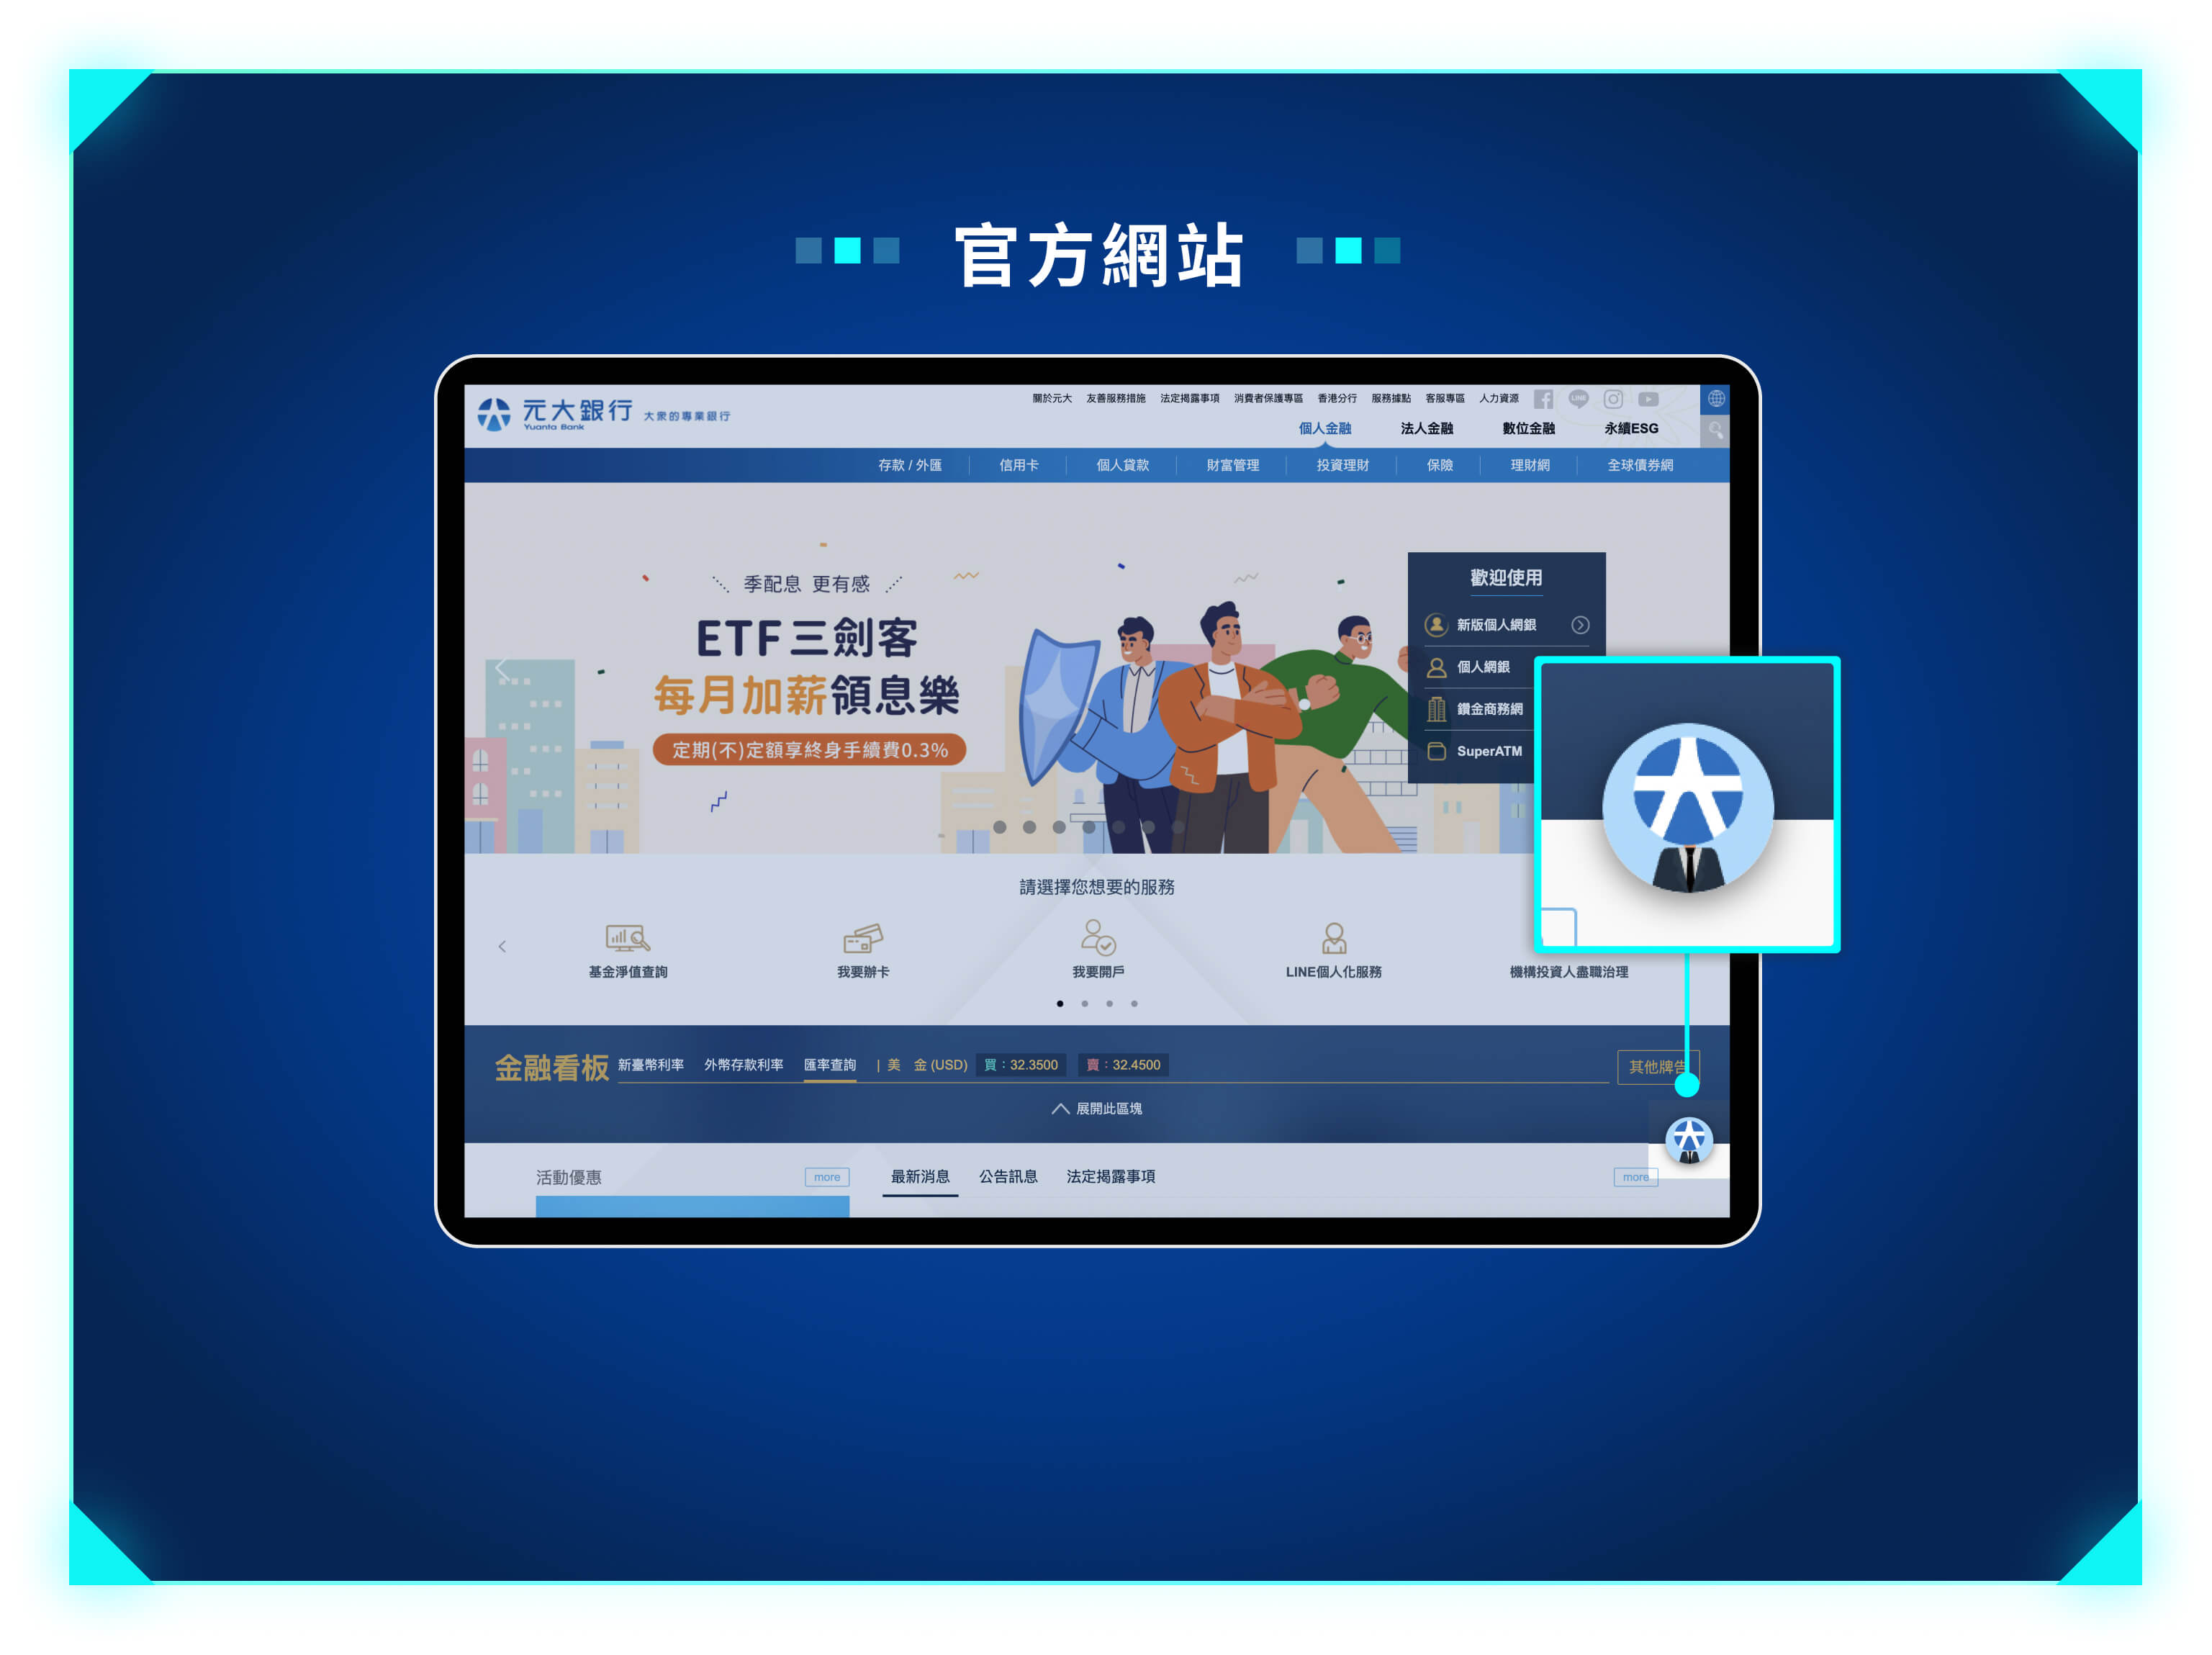 官方網站
元大銀行 大衆的專業銀行
Yuanta Bank
關於元大 友善服務措施 法定揭露事項 消費者保護專區 香港分行 服務據點 客服專區 人力資源
LINE
個人金融 法人金融 數位金融 永續ESG
存款 / 外匯 信用卡 個人貸款 財富管理 投資理財 保險 理財網 全球債券網
季配息 更有感
ETF三劍客
每月加薪領息樂
定期(不)定額享終身手續費0.3%
歡迎使用
新版個人網銀
個人網銀
鑽金商務網
SuperATM
請選擇您想要的服務
基金淨值查詢 我要辦卡 我要開戶 LINE個人化服務 機構投資人盡職治理
金融看板 新臺幣利率 外幣存款利率 匯率查詢 | 美 金 (USD) 買：32.3500 賣：32.4500 其他牌告
展開此區塊
活動優惠 more 最新消息 公告訊息 法定揭露事項 more